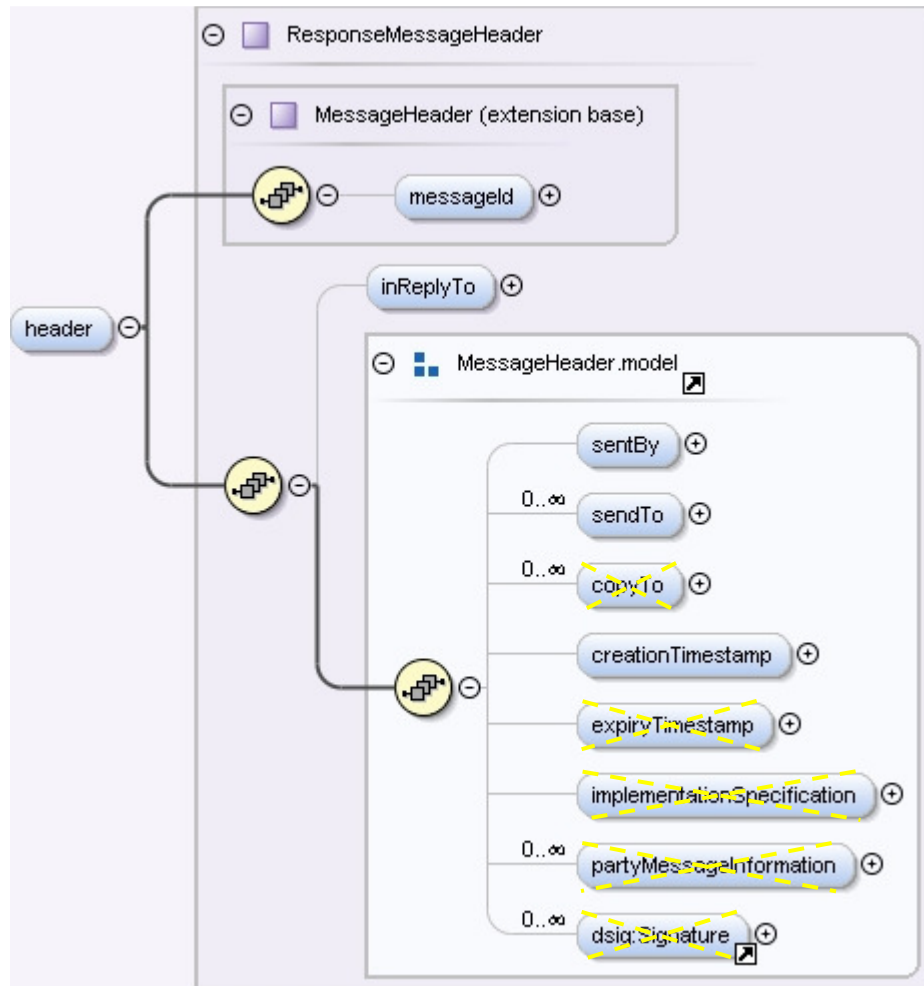 ResponseMessageHeader
MessageHeader (extension base)
messageId
inReplyTo
header
MessageHeader.model
sentBy
0..∞
sendTo
0..∞
copyTo
creationTimestamp
expiryTimestamp
implementationSpecification
0..∞
partyMessageInformation
0..∞
dsig:Signature